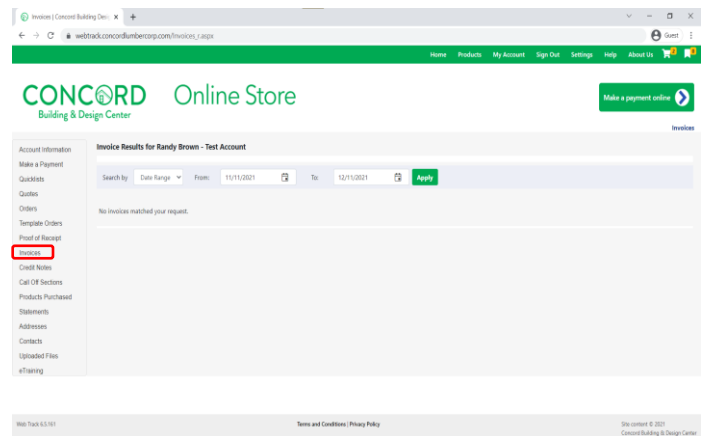 Invoices | Concord Building Desi
webtrack.concordlumbercorp.com/Invoices_r.aspx
Guest
Home Products My Account Sign Out Settings Help About Us
CONCORD
Building & Design Center
Online Store
Make a payment online
Invoices
Account Information
Make a Payment
Quicklists
Quotes
Orders
Template Orders
Proof of Receipt
Invoices
Credit Notes
Call Off Sections
Products Purchased
Statements
Addresses
Contacts
Uploaded Files
eTraining
Invoice Results for Randy Brown - Test Account
Search by Date Range From: 11/11/2021 To: 12/11/2021 Apply
No invoices matched your request.
Web Track 6.5.161
Terms and Conditions | Privacy Policy
Site content © 2021
Concord Building & Design Center